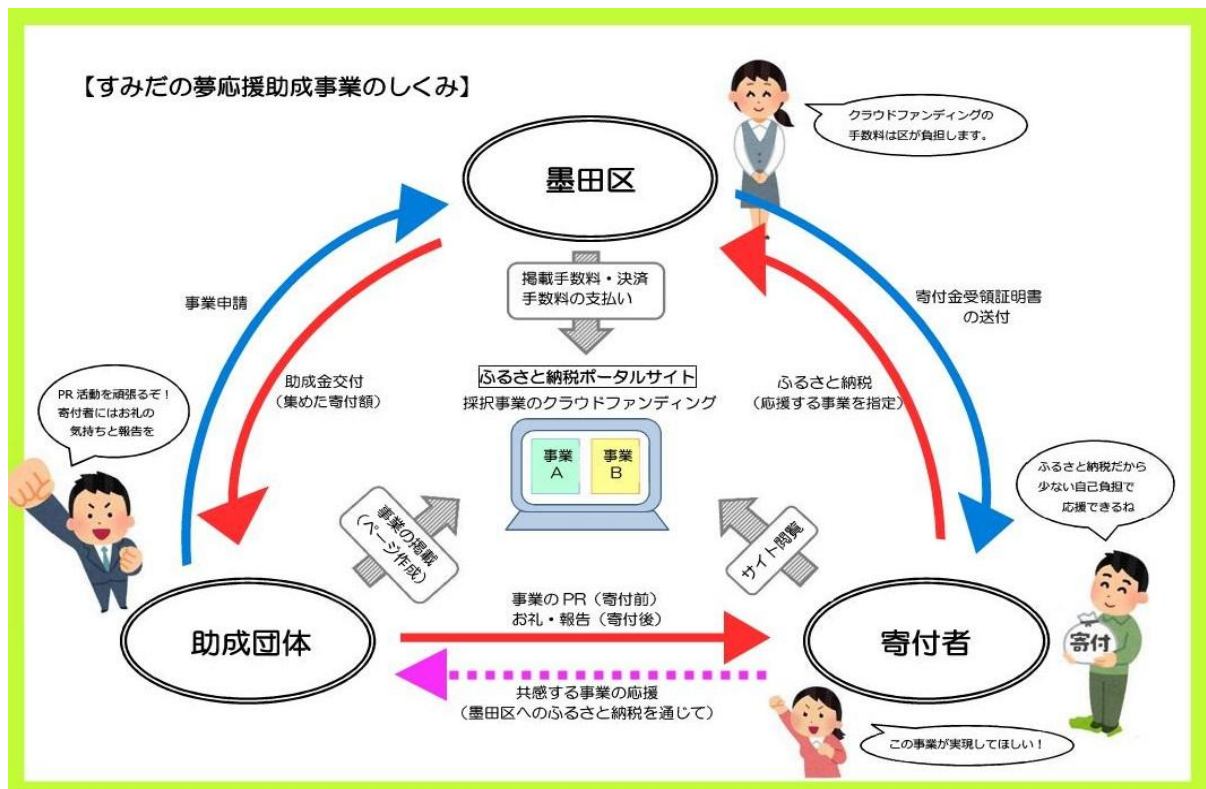 【すみだの夢応援助成事業のしくみ】
クラウドファンディングの
手数料は区が負担します。
墨田区
掲載手数料・決済
手数料の支払い
事業申請
寄付金受領証明書
の送付
助成金交付
（集めた寄付額）
ふるさと納税ポータルサイト
採択事業のクラウドファンディング
ふるさと納税
（応援する事業を指定）
PR 活動を頑張るぞ！
寄付者にはお礼の
気持ちと報告を
事業
A
事業
B
ふるさと納税だから
少ない自己負担で
応援できるね
事業の掲載
（ページ作成）
サイト閲覧
事業の PR（寄付前）
お礼・報告（寄付後）
助成団体
寄付者
寄付
共感する事業の応援
（墨田区へのふるさと納税を通じて）
この事業が実現してほしい！